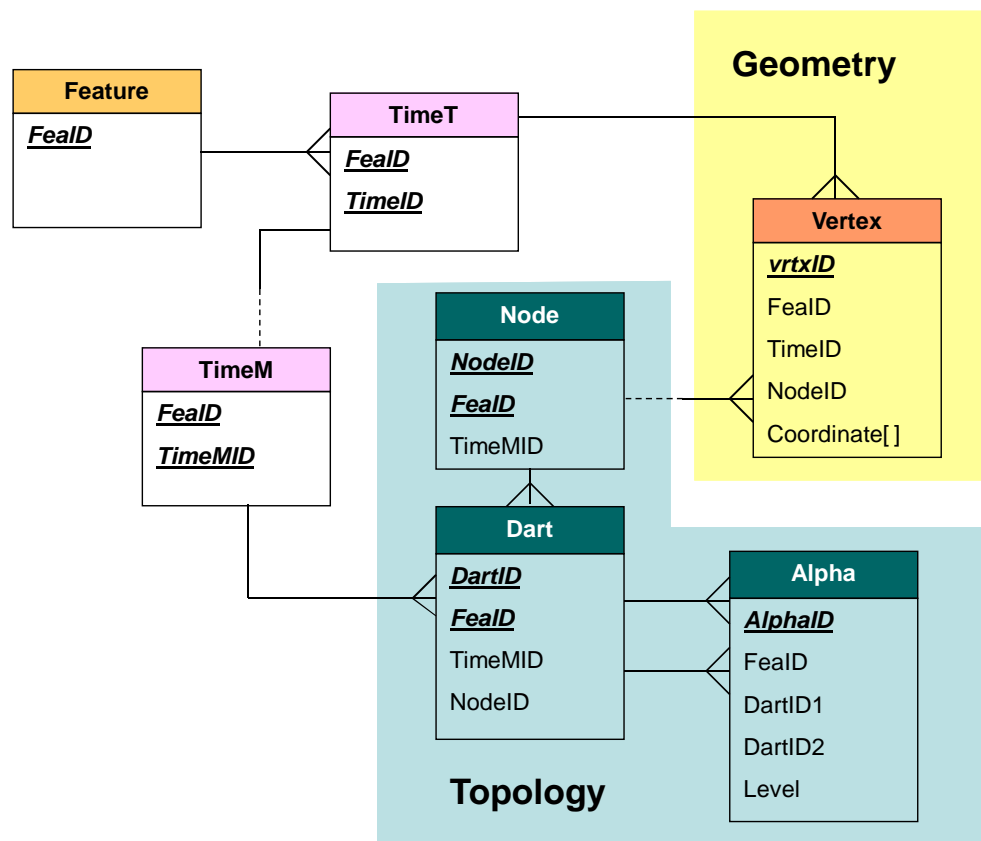 Geometry
Feature
FeaID
TimeT
FeaID
TimeID
Vertex
vrtxID
FeaID
TimeID
NodeID
Coordinate[ ]
Node
NodeID
FeaID
TimeMID
TimeM
FeaID
TimeMID
Dart
DartID
FeaID
TimeMID
NodeID
Alpha
AlphaID
FeaID
DartID1
DartID2
Level
Topology